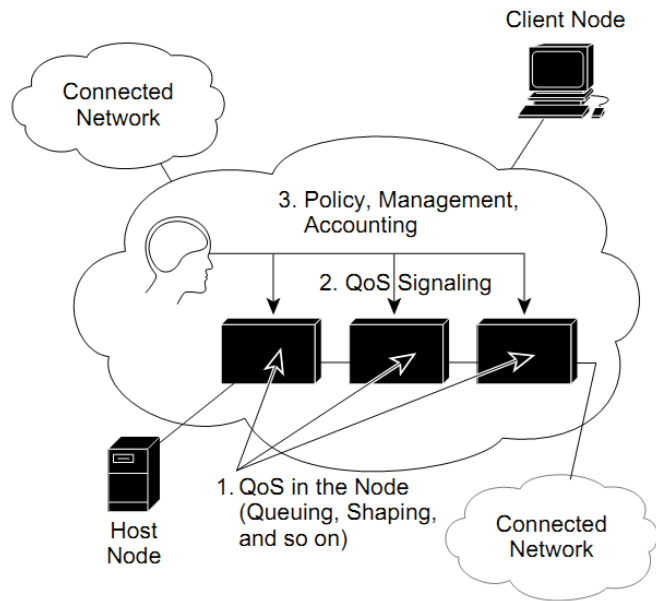 Client Node
Connected
Network
3. Policy, Management,
Accounting
2. QoS Signaling
1. QoS in the Node
(Queuing, Shaping,
and so on)
Host
Node
Connected
Network